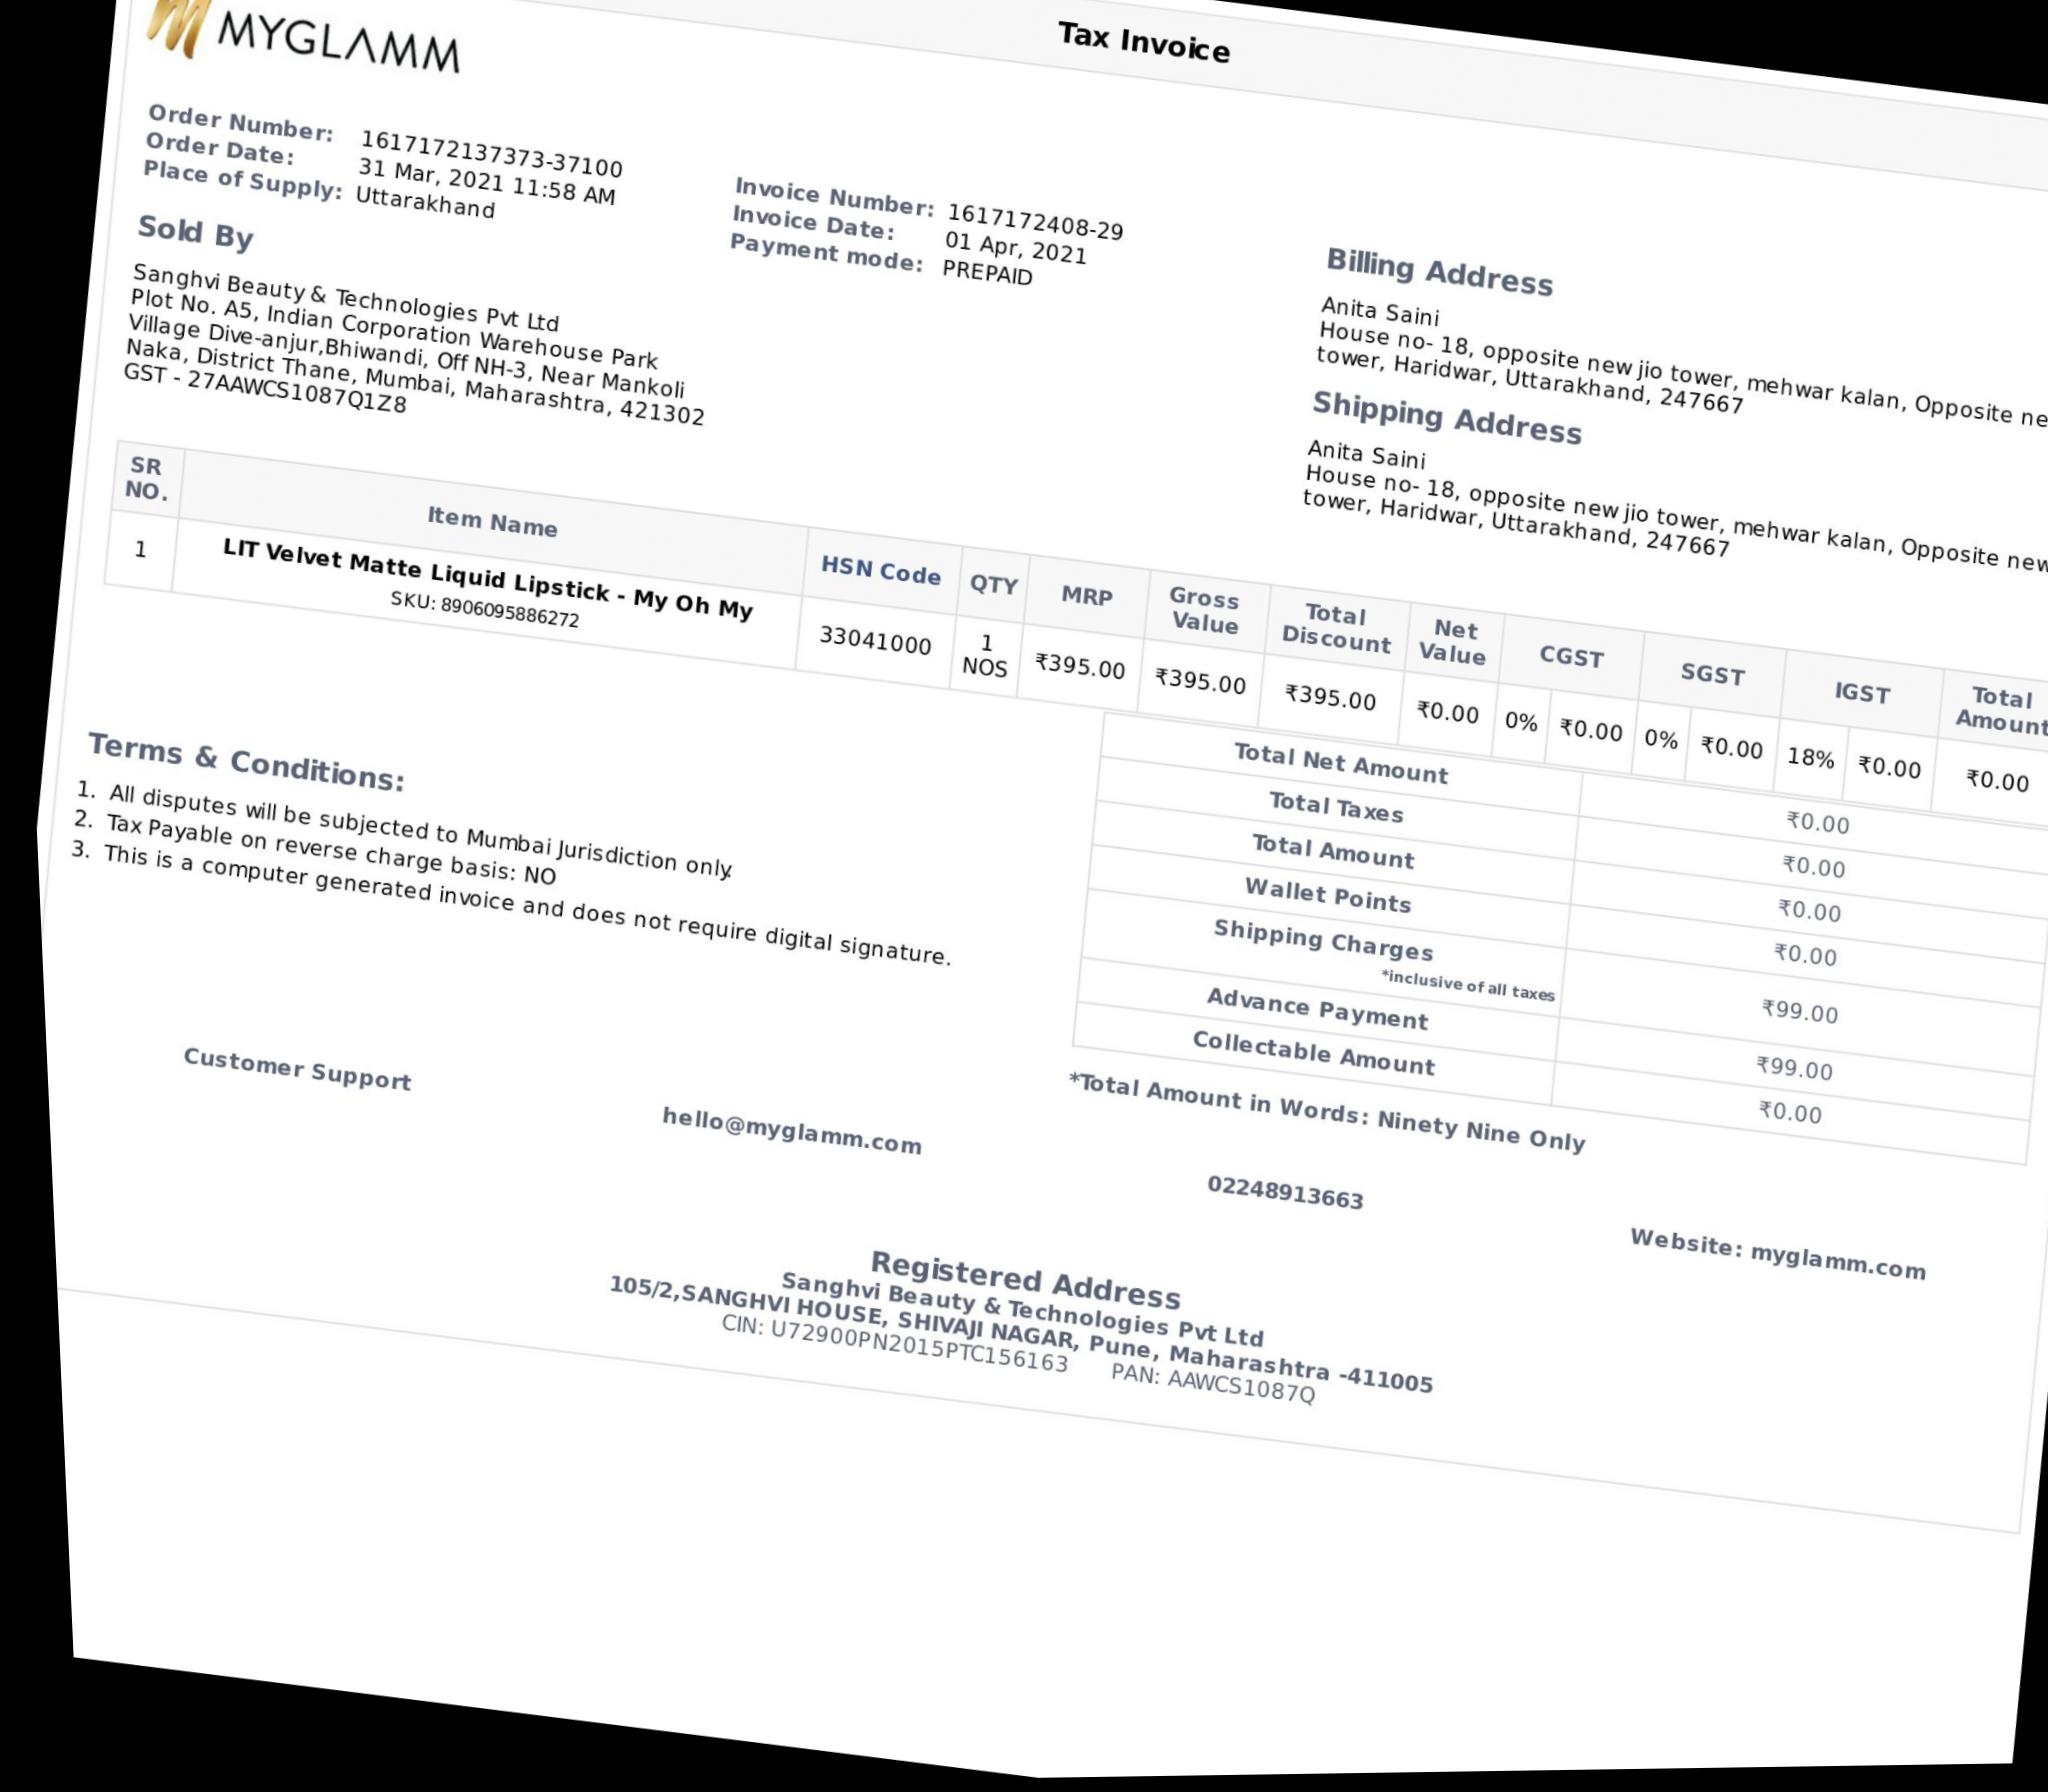 MYGLAMM
Tax Invoice
Order Number: 1617172137373-37100
Order Date: 31 Mar, 2021 11:58 AM
Place of Supply: Uttarakhand
Invoice Number: 1617172408-29
Invoice Date: 01 Apr, 2021
Payment mode: PREPAID
Sold By
Sanghvi Beauty & Technologies Pvt Ltd
Plot No. A5, Indian Corporation Warehouse Park
Village Dive-anjur,Bhiwandi, Off NH-3, Near Mankoli
Naka, District Thane, Mumbai, Maharashtra, 421302
GST - 27AAWCS1087Q1Z8
Billing Address
Anita Saini
House no- 18, opposite new jio tower, mehwar kalan, Opposite
tower, Haridwar, Uttarakhand, 247667
Shipping Address
Anita Saini
House no- 18, opposite new jio tower, mehwar kalan, Opposite new
tower, Haridwar, Uttarakhand, 247667
SR NO. Item Name HSN Code QTY MRP Gross Value Total Discount Net Value CGST SGST IGST Total Amount
1 LIT Velvet Matte Liquid Lipstick - My Oh My 33041000 1 NOS ₹395.00 ₹395.00 ₹395.00 ₹0.00 0% ₹0.00 0% ₹0.00 18% ₹0.00 ₹0.00
SKU: 8906095886272
Total Net Amount ₹0.00
Total Taxes ₹0.00
Total Amount ₹0.00
Wallet Points ₹0.00
Shipping Charges ₹99.00
*inclusive of all taxes
Advance Payment ₹99.00
Collectable Amount ₹0.00
*Total Amount in Words: Ninety Nine Only
Terms & Conditions:
1. All disputes will be subjected to Mumbai Jurisdiction only.
2. Tax Payable on reverse charge basis: NO
3. This is a computer generated invoice and does not require digital signature.
Customer Support
hello@myglamm.com
02248913663
Website: myglamm.com
Registered Address
Sanghvi Beauty & Technologies Pvt Ltd
105/2,SANGHVI HOUSE, SHIVAJI NAGAR, Pune, Maharashtra -411005
CIN: U72900PN2015PTC156163 PAN: AAWCS1087Q